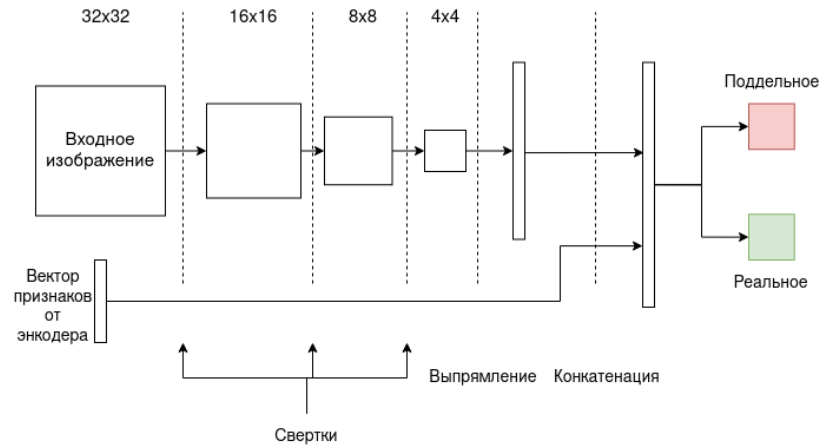 32x32
16x16
8x8
4x4
Поддельное
Входное
изображение
Вектор
признаков
от
энкодера
Реальное
Выпрямление
Конкатенация
Свертки